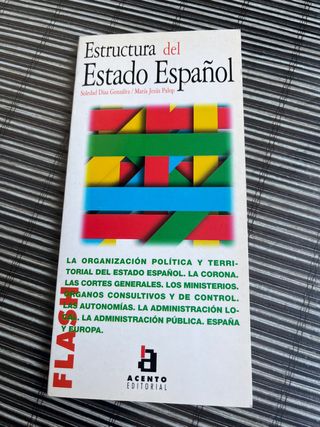 Estructura del
Estado Español
Soledad Díaz González / María Jesús Palop
LA ORGANIZACIÓN POLÍTICA Y TERRI-
TORIAL DEL ESTADO ESPAÑOL. LA CORONA.
LAS CORTES GENERALES. LOS MINISTERIOS.
ÓRGANOS CONSULTIVOS Y DE CONTROL.
LAS AUTONOMÍAS. LA ADMINISTRACIÓN LO-
CAL. LA ADMINISTRACIÓN PÚBLICA. ESPAÑA
Y EUROPA.
FLASH
ACENTO
EDITORIAL